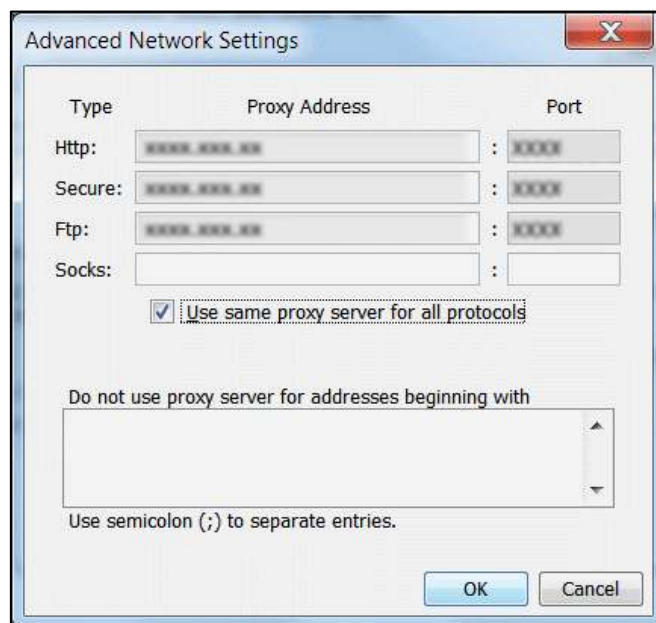 Advanced Network Settings
Type Proxy Address Port
Http: :
Secure: :
Ftp: :
Socks: :
Use same proxy server for all protocols
Do not use proxy server for addresses beginning with
Use semicolon (;) to separate entries.
OK Cancel